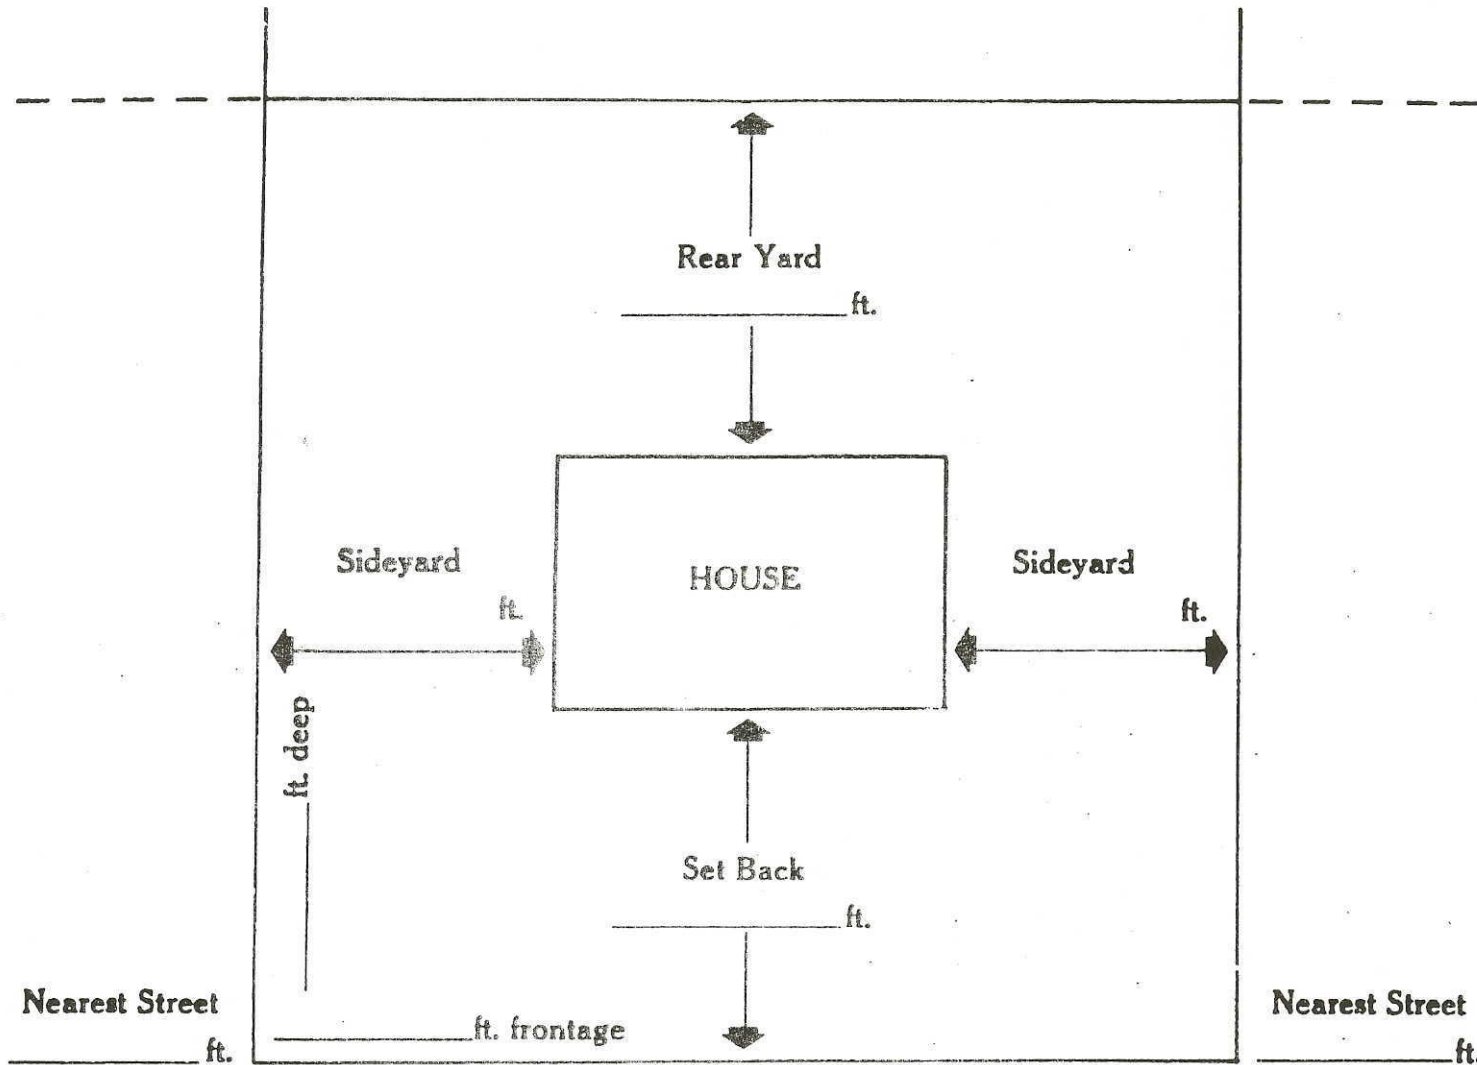 Rear Yard
ft.
Sideyard
ft.
HOUSE
Sideyard
ft.
ft. deep
Set Back
ft.
Nearest Street
ft.
ft. frontage
Nearest Street
ft.